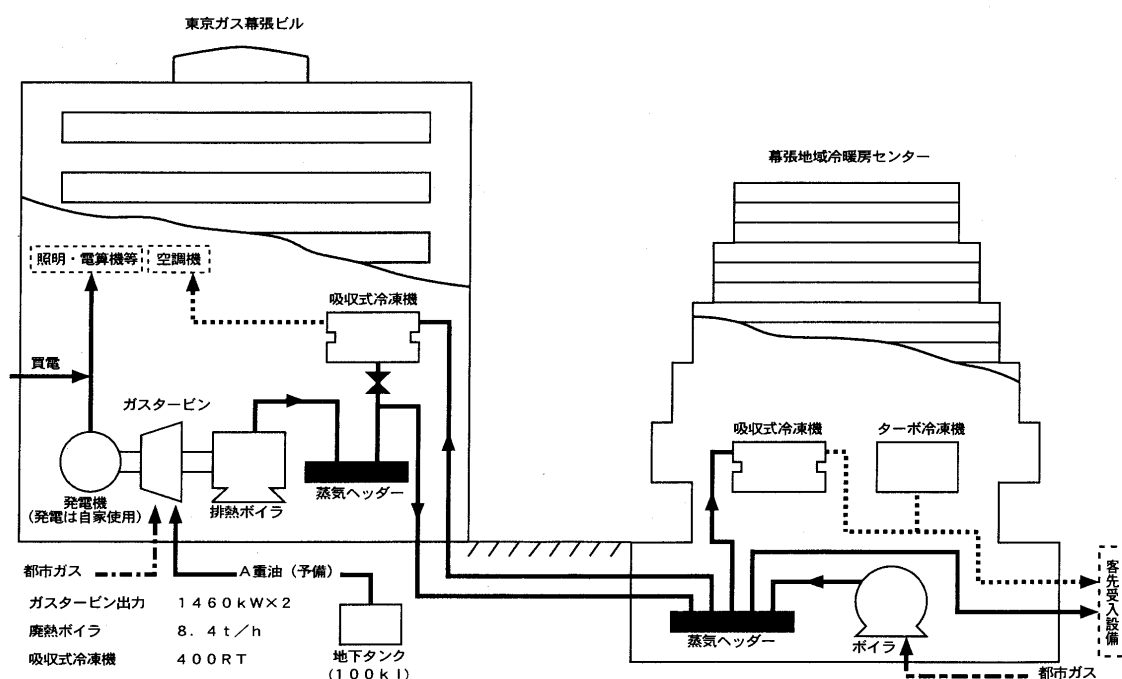 東京ガス幕張ビル
幕張地域冷暖房センター
照明・電算機等
空調機
吸収式冷凍機
買電
ガスタービン
発電機
(発電は自家使用)
排熱ボイラ
蒸気ヘッダー
吸収式冷凍機
ターボ冷凍機
都市ガス
A重油(予備)
ガスタービン出力 1460kW×2
廃熱ボイラ 8.4t/h
吸収式冷凍機 400RT
地下タンク
(100kl)
蒸気ヘッダー
ボイラ
客先受入設備
都市ガス